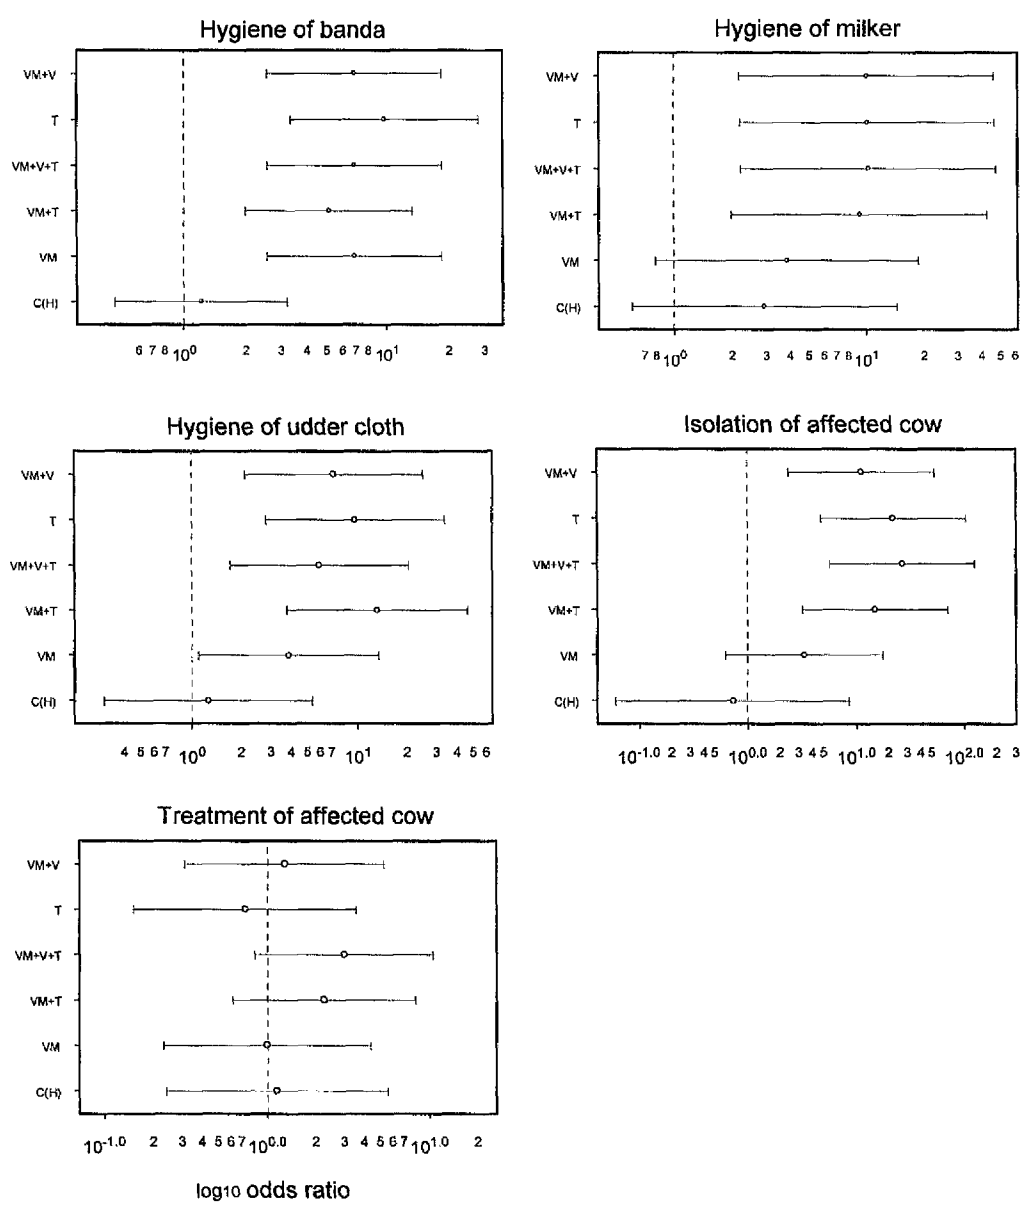 Hygiene of banda
VM+V
T
VM+V+T
VM+T
VM
C(H)
6 7 8 10⁰ 2 3 4 5 6 7 8 10¹ 2 3
Hygiene of milker
VM+V
T
VM+V+T
VM+T
VM
C(H)
7 8 10⁰ 2 3 4 5 6 7 8 10¹ 2 3 4 5 6
Hygiene of udder cloth
VM+V
T
VM+V+T
VM+T
VM
C(H)
4 5 6 7 10⁰ 2 3 4 5 6 7 10¹ 2 3 4 5 6
Isolation of affected cow
VM+V
T
VM+V+T
VM+T
VM
C(H)
10⁻¹·⁰ 2 3 4 5 10⁰·⁰ 2 3 4 5 10¹·⁰ 2 3 4 5 10²·⁰ 2 3
Treatment of affected cow
VM+V
T
VM+V+T
VM+T
VM
C(H)
10⁻¹·⁰ 2 3 4 5 6 7 10⁰·⁰ 2 3 4 5 6 7 10¹·⁰ 2
log10 odds ratio